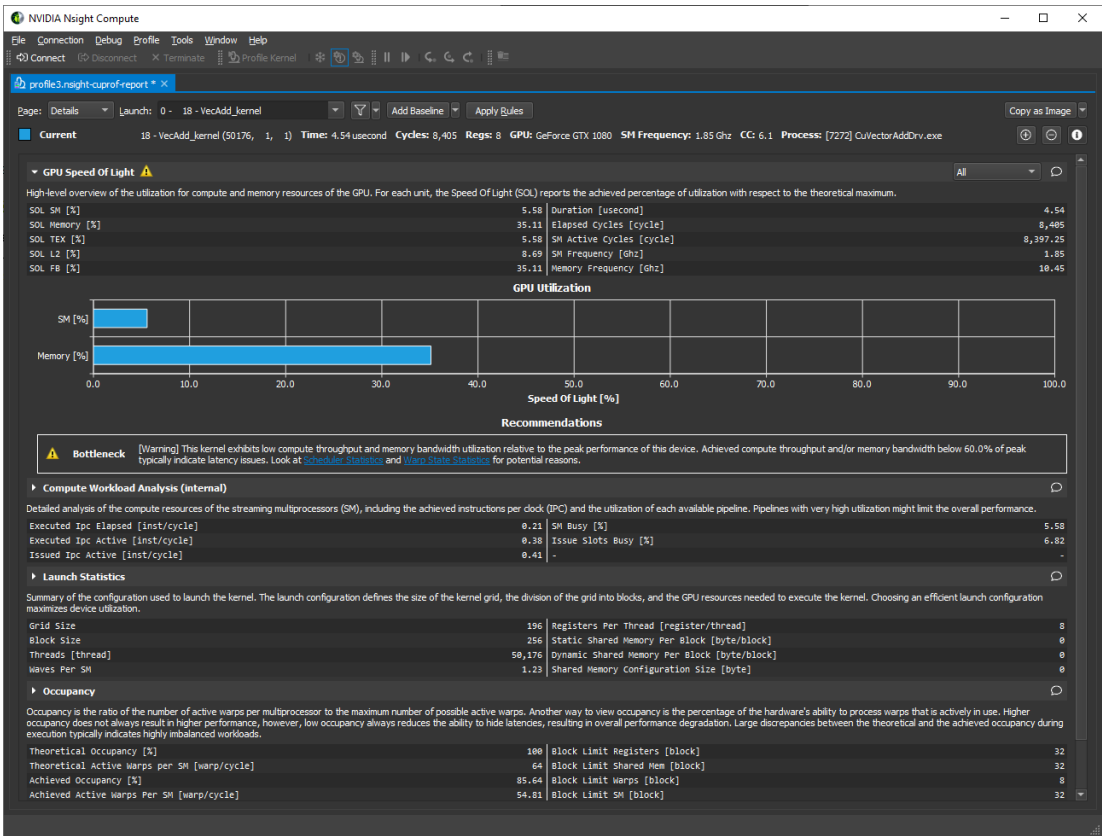 NVIDIA Nsight Compute
File Connection Debug Profile Tools Window Help
Connect Disconnect Terminate Profile Kernel
profile3.nsight-cuprof-report *
Page: Details Launch: 0 - 18 - VecAdd_kernel Add Baseline Apply Rules Copy as Image
Current 18 - VecAdd_kernel (50176, 1, 1) Time: 4.54 usecond Cycles: 8,405 Regs: 8 GPU: GeForce GTX 1080 SM Frequency: 1.85 Ghz CC: 6.1 Process: [7272] CuVectorAddDrv.exe
GPU Speed Of Light All
High-level overview of the utilization for compute and memory resources of the GPU. For each unit, the Speed Of Light (SOL) reports the achieved percentage of utilization with respect to the theoretical maximum.
SOL SM [%] 5.58 Duration [usecond] 4.54
SOL Memory [%] 35.11 Elapsed Cycles [cycle] 8,405
SOL TEX [%] 5.58 SM Active Cycles [cycle] 8,397.25
SOL L2 [%] 8.69 SM Frequency [Ghz] 1.85
SOL FB [%] 35.11 Memory Frequency [Ghz] 10.45
GPU Utilization
SM [%]
Memory [%]
0.0 10.0 20.0 30.0 40.0 50.0 60.0 70.0 80.0 90.0 100.0
Speed Of Light [%]
Recommendations
Bottleneck [Warning] This kernel exhibits low compute throughput and memory bandwidth utilization relative to the peak performance of this device. Achieved compute throughput and/or memory bandwidth below 60.0% of peak
typically indicate latency issues. Look at Scheduler Statistics and Warp State Statistics for potential reasons.
Compute Workload Analysis (internal)
Detailed analysis of the compute resources of the streaming multiprocessors (SM), including the achieved instructions per clock (IPC) and the utilization of each available pipeline. Pipelines with very high utilization might limit the overall performance.
Executed Ipc Elapsed [inst/cycle] 0.21 SM Busy [%] 5.58
Executed Ipc Active [inst/cycle] 0.38 Issue Slots Busy [%] 6.82
Issued Ipc Active [inst/cycle] 0.41 - -
Launch Statistics
Summary of the configuration used to launch the kernel. The launch configuration defines the size of the kernel grid, the division of the grid into blocks, and the GPU resources needed to execute the kernel. Choosing an efficient launch configuration
maximizes device utilization.
Grid Size 196 Registers Per Thread [register/thread] 8
Block Size 256 Static Shared Memory Per Block [byte/block] 0
Threads [thread] 50,176 Dynamic Shared Memory Per Block [byte/block] 0
Waves Per SM 1.23 Shared Memory Configuration Size [byte] 0
Occupancy
Occupancy is the ratio of the number of active warps per multiprocessor to the maximum number of possible active warps. Another way to view occupancy is the percentage of the hardware's ability to process warps that is actively in use. Higher
occupancy does not always result in higher performance, however, low occupancy always reduces the ability to hide latencies, resulting in overall performance degradation. Large discrepancies between the theoretical and the achieved occupancy during
execution typically indicates highly imbalanced workloads.
Theoretical Occupancy [%] 100 Block Limit Registers [block] 32
Theoretical Active Warps per SM [warp/cycle] 64 Block Limit Shared Mem [block] 32
Achieved Occupancy [%] 85.64 Block Limit Warps [block] 8
Achieved Active Warps Per SM [warp/cycle] 54.81 Block Limit SM [block] 32